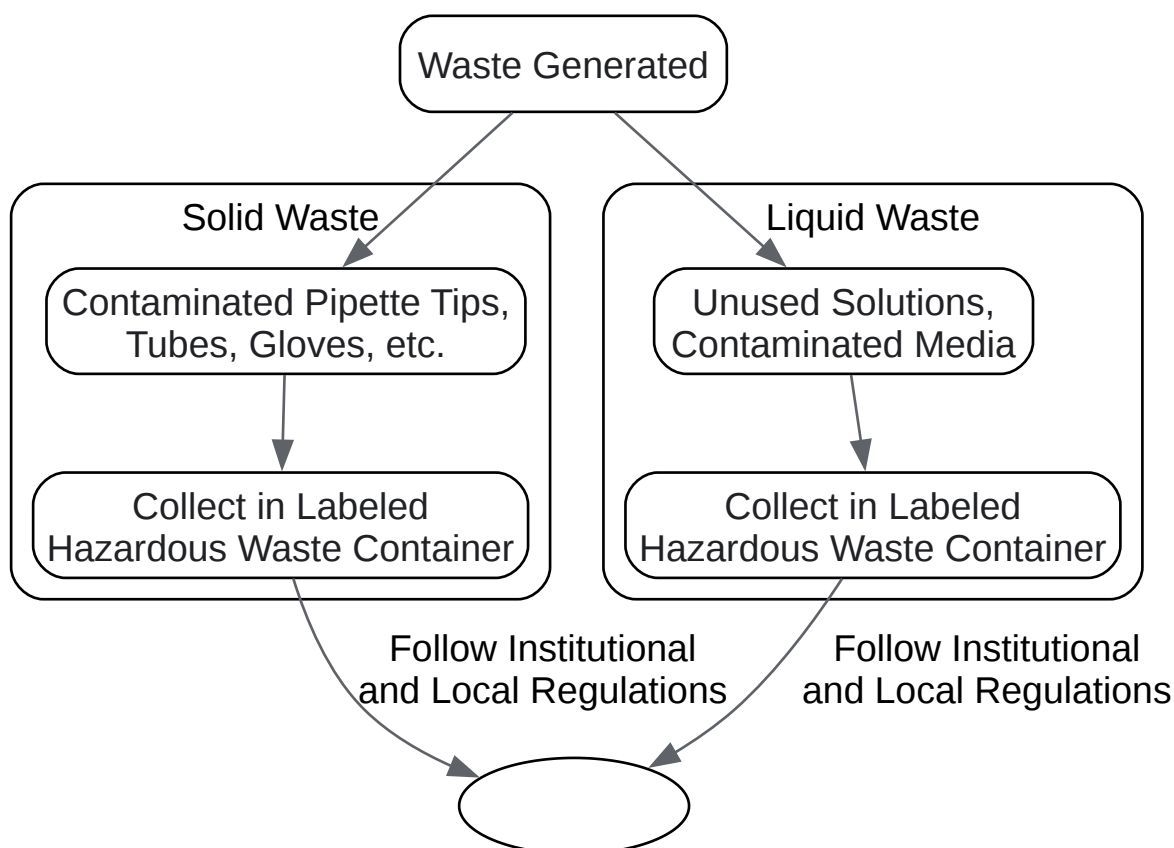 Waste Generated
Solid Waste
Contaminated Pipette Tips,
Tubes, Gloves, etc.
Collect in Labeled
Hazardous Waste Container
Follow Institutional
and Local Regulations
Liquid Waste
Unused Solutions,
Contaminated Media
Collect in Labeled
Hazardous Waste Container
Follow Institutional
and Local Regulations